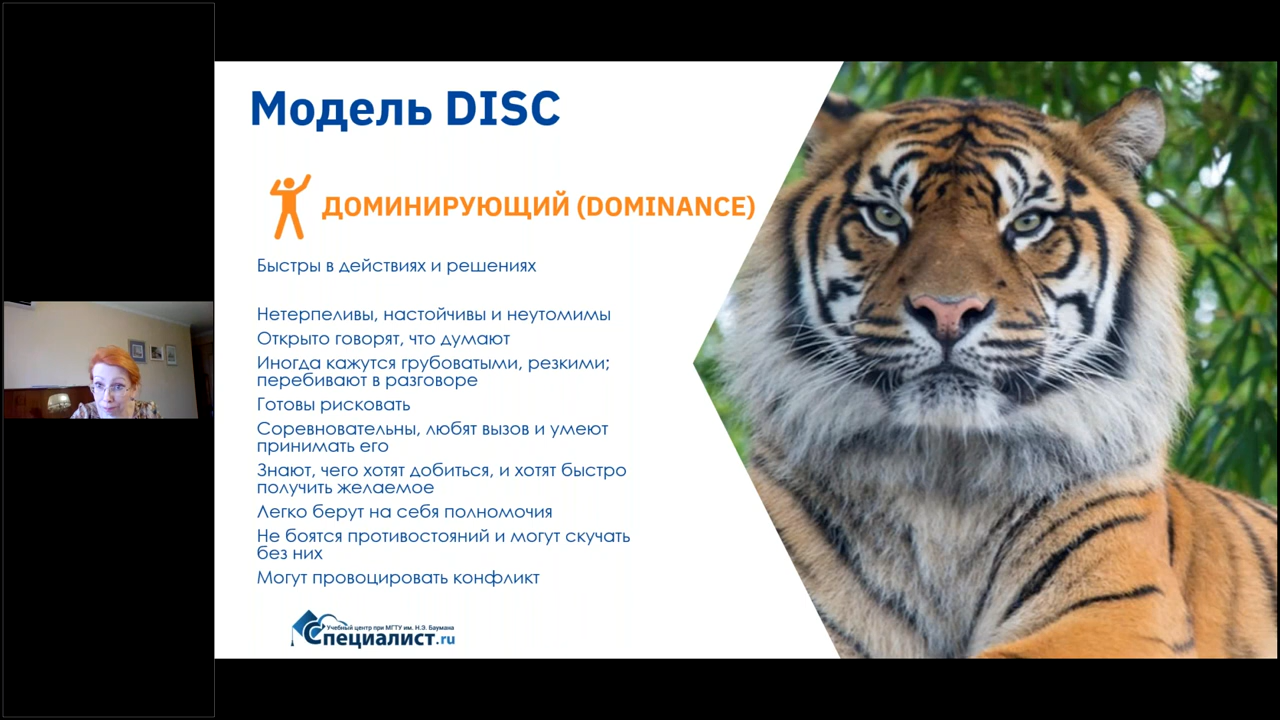 Модель DISC
ДОМИНИРУЮЩИЙ (DOMINANCE)
Быстры в действиях и решениях
Нетерпеливы, настойчивы и неутомимы
Открыто говорят, что думают
Иногда кажутся грубоватыми, резкими;
перебивают в разговоре
Готовы рисковать
Соревновательны, любят вызов и умеют
принимать его
Знают, чего хотят добиться, и хотят быстро
получить желаемое
Легко берут на себя полномочия
Не боятся противостояний и могут скучать
без них
Могут провоцировать конфликт
Учебный центр при МГТУ им. Н.Э. Баумана
Специалист.ru